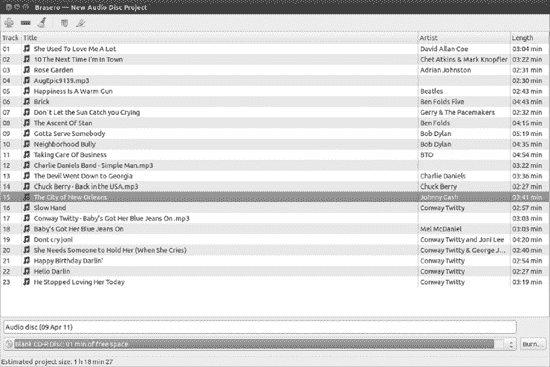 Brasero — New Audio Disc Project
Track Title Artist Length
01 She Used To Love Me A Lot David Allan Coe 03:04 min
02 10 The Next Time I'm In Town Chet Atkins & Mark Knopfler 03:22 min
03 Rose Garden Adrian Johnston 02:31 min
04 AugEpic9139.mp3 02:30 min
05 Happiness Is A Warm Gun Beatles 02:43 min
06 Brick Ben Folds Five 04:43 min
07 Don`t Let the Sun Catch you Crying Gerry & The Pacemakers 02:32 min
08 The Ascent Of Stan Ben Folds 04:15 min
09 Gotta Serve Somebody Bob Dylan 05:19 min
10 Neighborhood Bully Bob Dylan 04:35 min
11 Taking Care Of Business BTO 04:54 min
12 Charlie Daniels Band - Simple Man.mp3 03:22 min
13 The Devil Went Down to Georgia Charlie Daniels 03:36 min
14 Chuck Berry - Back in the USA.mp3 Chuck Berry 02:27 min
15 The City of New Orleans Johnny Cash 03:41 min
16 Slow Hand Conway Twitty 02:57 min
17 Conway Twitty - Baby's Got Her Blue Jeans On .mp3 03:03 min
18 Baby's Got Her Blue Jeans On Mel McDaniel 03:03 min
19 Dont cry joni Conway Twitty and Joni Lee 04:20 min
20 She Needs Someone to Hold Her (When She Cries) Conway Twitty & George J... 02:40 min
21 Happy Birthday Darlin' Conway Twitty 02:54 min
22 Hello Darlin Conway Twitty 02:27 min
23 He Stopped Loving Her Today Conway Twitty 03:19 min
Audio disc (09 Apr 11)
Blank CD-R Disc: 01 min of free space Burn...
Estimated project size: 1 h 18 min 27